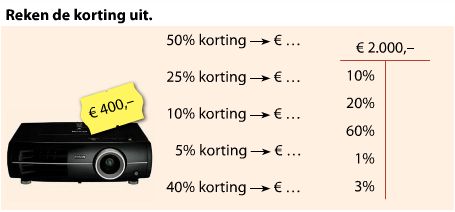 Reken de korting uit.
€ 400,–
50% korting → € …
25% korting → € …
10% korting → € …
5% korting → € …
40% korting → € …
€ 2.000,–
10%
20%
60%
1%
3%